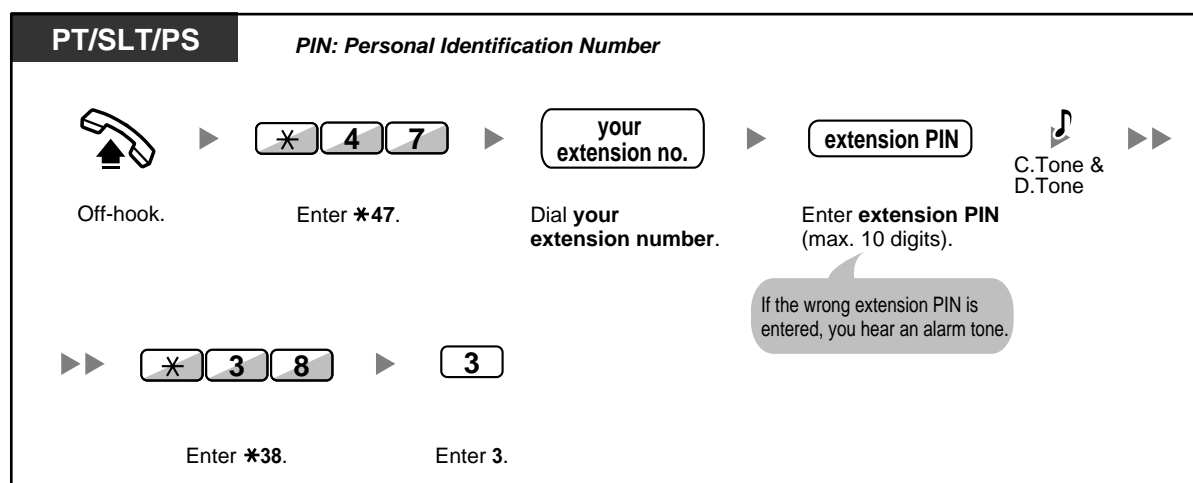 PT/SLT/PS
PIN: Personal Identification Number
* 4 7
your
extension no.
extension PIN
C.Tone &
D.Tone
Off-hook.
Enter *47.
Dial your
extension number.
Enter extension PIN
(max. 10 digits).
If the wrong extension PIN is
entered, you hear an alarm tone.
* 3 8
3
Enter *38.
Enter 3.